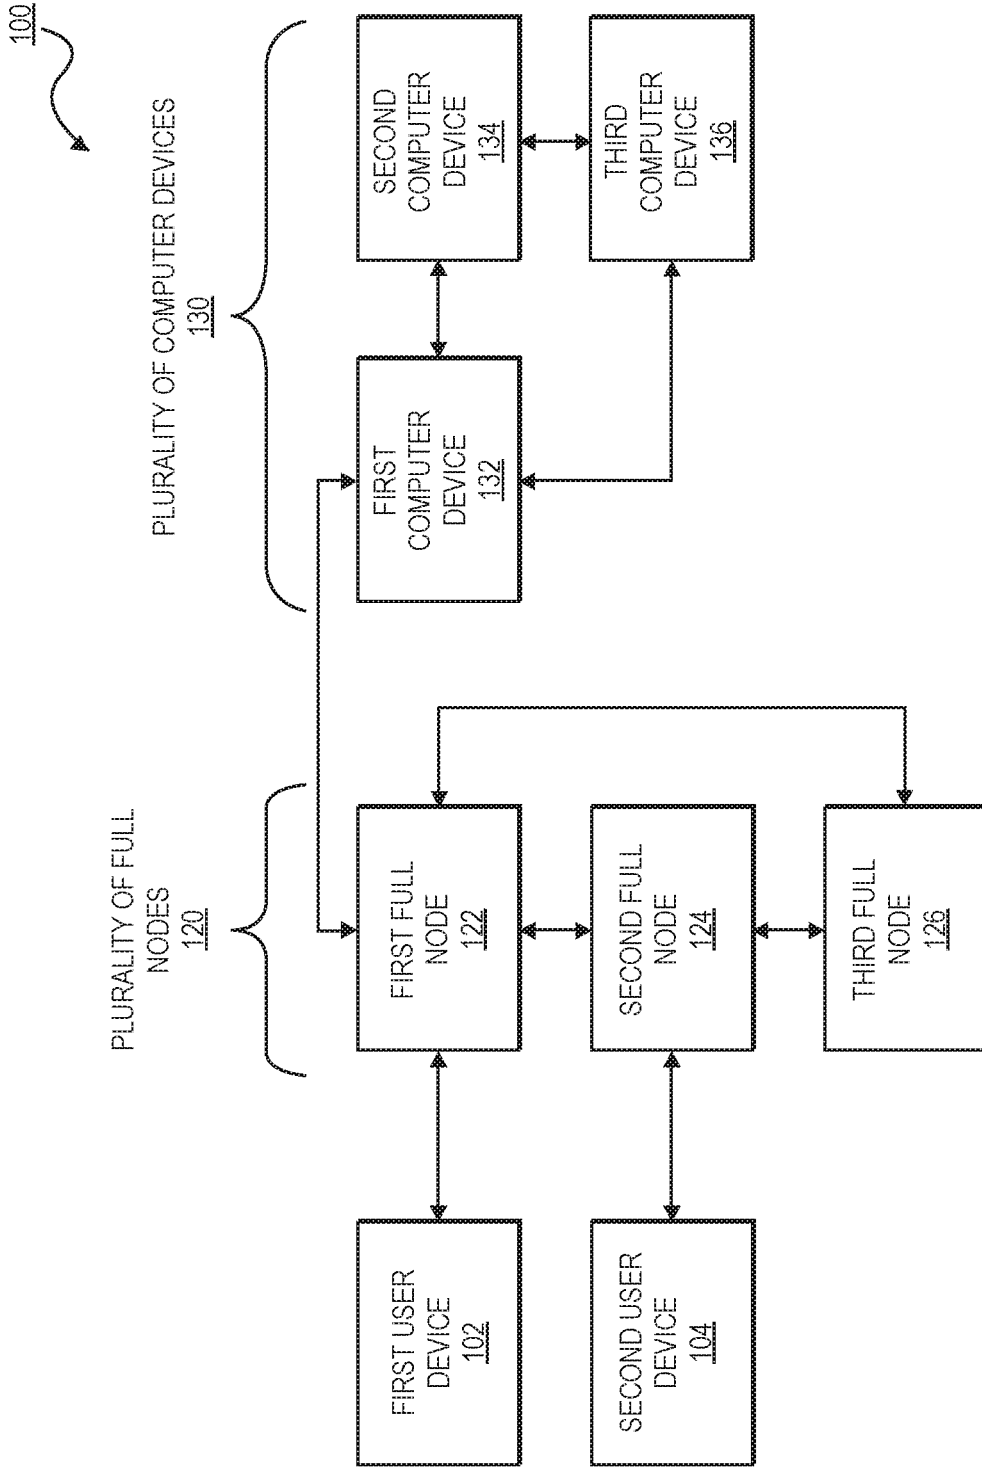 100
PLURALITY OF COMPUTER DEVICES
130
PLURALITY OF FULL
NODES
120
FIRST USER
DEVICE
102
FIRST FULL
NODE
122
FIRST
COMPUTER
DEVICE
132
SECOND
COMPUTER
DEVICE
134
SECOND USER
DEVICE
104
SECOND FULL
NODE
124
THIRD
COMPUTER
DEVICE
136
THIRD FULL
NODE
126